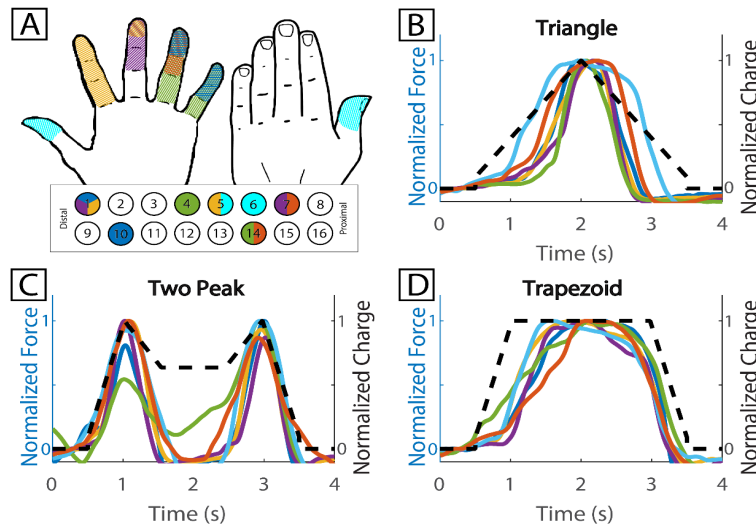 A
Distal
1 2 3 4 5 6 7 8
9 10 11 12 13 14 15 16
Proximal
B
Triangle
Normalized Force
1
0
Normalized Charge
1
0
0 1 2 3 4
Time (s)
C
Two Peak
Normalized Force
1
0
Normalized Charge
1
0
0 1 2 3 4
Time (s)
D
Trapezoid
Normalized Force
1
0
Normalized Charge
1
0
0 1 2 3 4
Time (s)